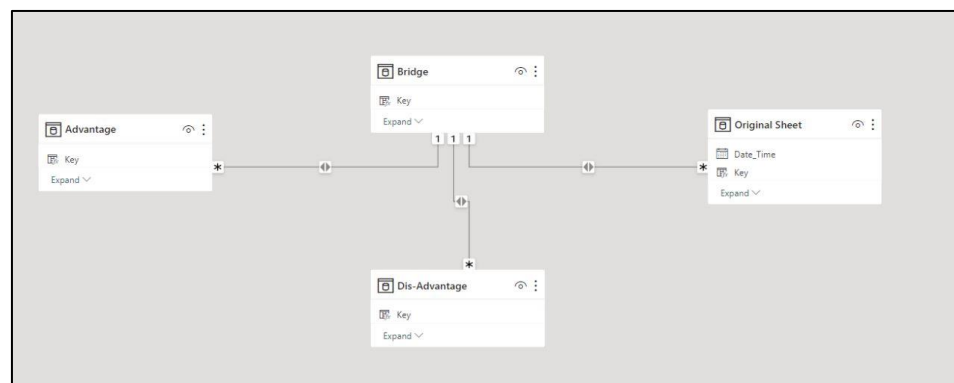 Bridge
Key
Expand
1 1 1
Advantage
Key
Expand
*
Original Sheet
Date_Time
Key
Expand
*
*
Dis-Advantage
Key
Expand